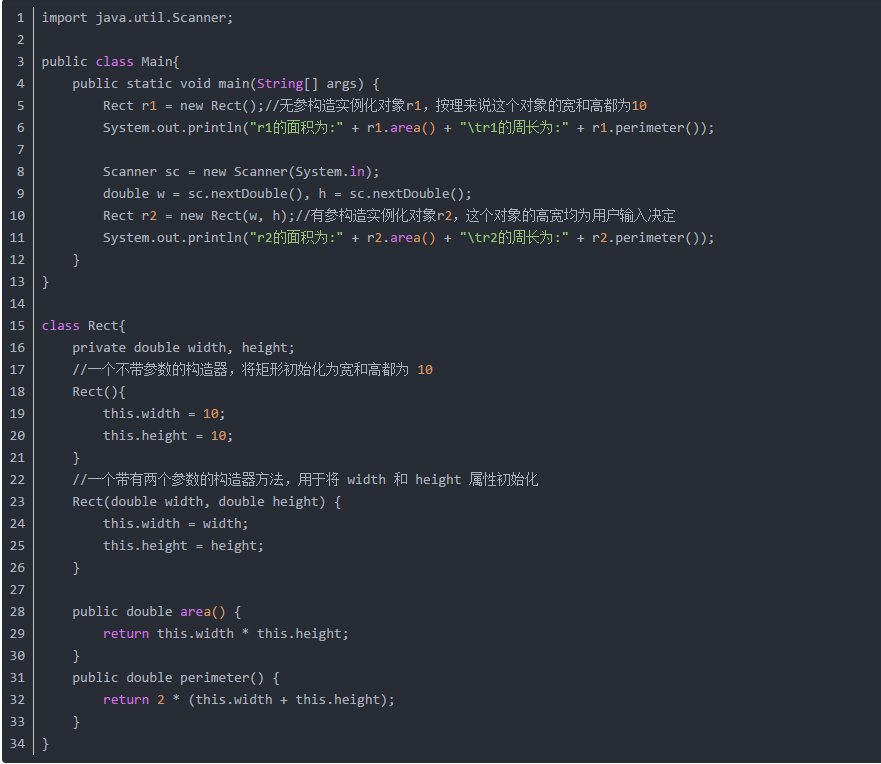 1 import java.util.Scanner;
2
3 public class Main{
4     public static void main(String[] args) {
5         Rect r1 = new Rect();//无参构造实例化对象r1，按理来说这个对象的宽和高都为10
6         System.out.println("r1的面积为:" + r1.area() + "\tr1的周长为:" + r1.perimeter());
7
8         Scanner sc = new Scanner(System.in);
9         double w = sc.nextDouble(), h = sc.nextDouble();
10         Rect r2 = new Rect(w, h);//有参构造实例化对象r2，这个对象的高宽均为用户输入决定
11         System.out.println("r2的面积为:" + r2.area() + "\tr2的周长为:" + r2.perimeter());
12     }
13 }
14
15 class Rect{
16     private double width, height;
17     //一个不带参数的构造器，将矩形初始化为宽和高都为 10
18     Rect(){
19         this.width = 10;
20         this.height = 10;
21     }
22     //一个带有两个参数的构造器方法，用于将 width 和 height 属性初始化
23     Rect(double width, double height) {
24         this.width = width;
25         this.height = height;
26     }
27
28     public double area() {
29         return this.width * this.height;
30     }
31     public double perimeter() {
32         return 2 * (this.width + this.height);
33     }
34 }